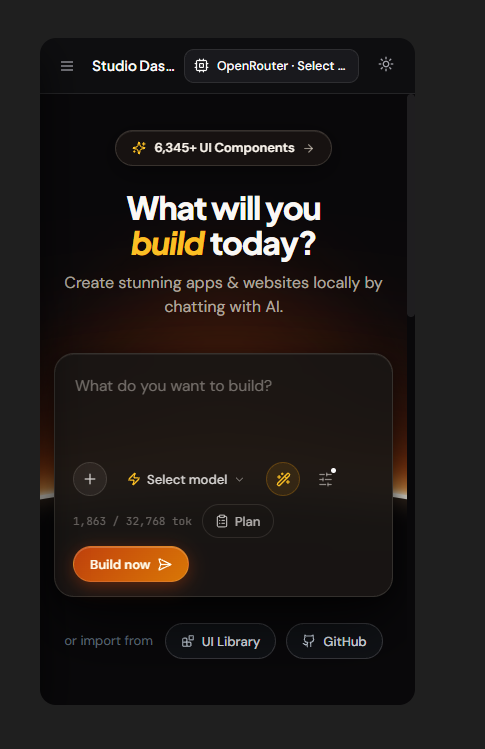 Studio Das...
OpenRouter · Select ...
6,345+ UI Components →
What will you
build today?
Create stunning apps & websites locally by
chatting with AI.
What do you want to build?
Select model
1,863 / 32,768 tok
Plan
Build now
or import from
UI Library
GitHub